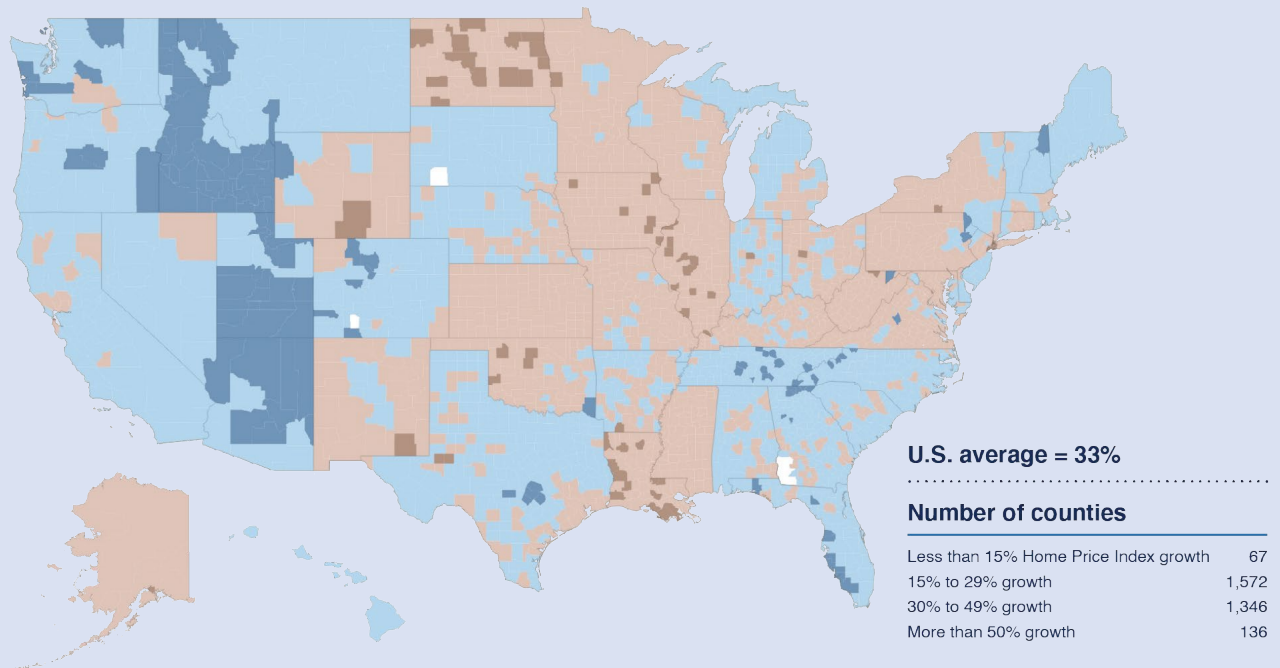 U.S. average = 33%
Number of counties
Less than 15% Home Price Index growth 67
15% to 29% growth 1,572
30% to 49% growth 1,346
More than 50% growth 136